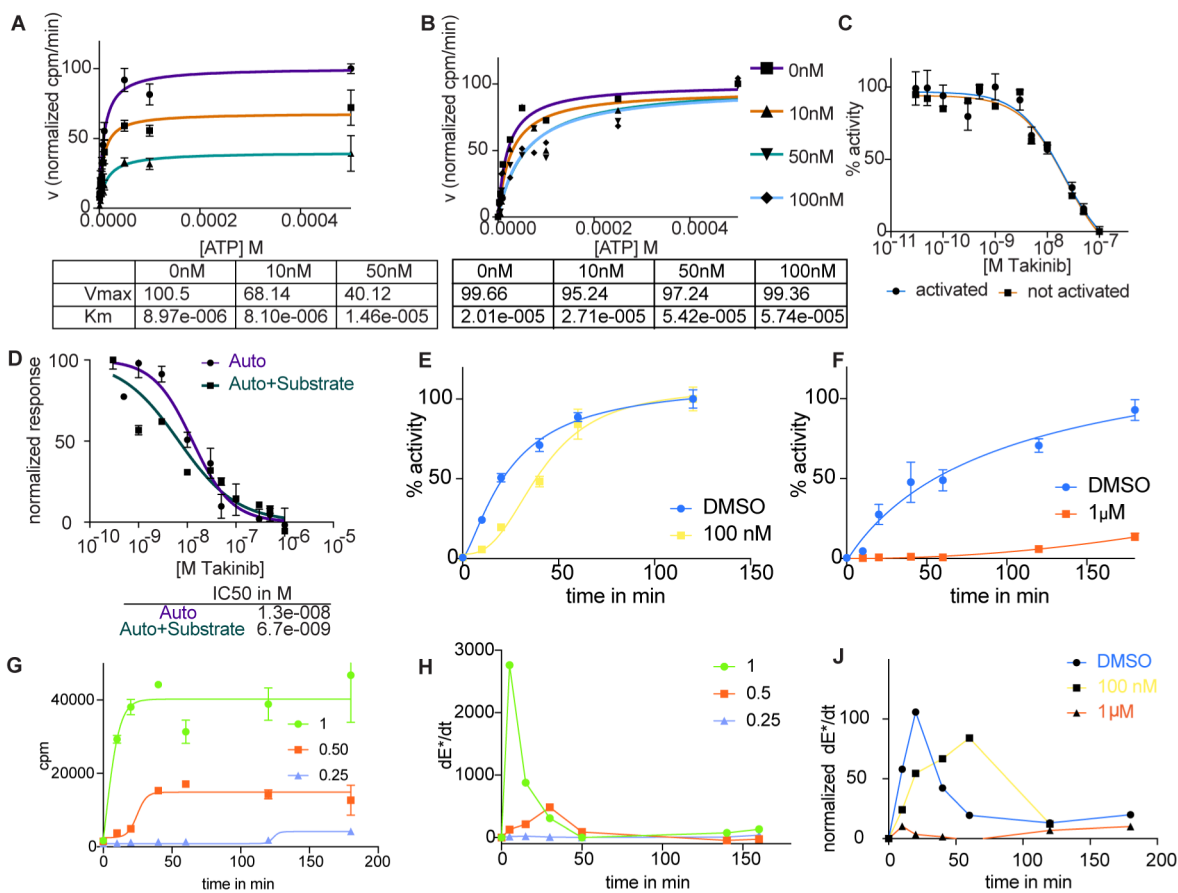 A
v (normalized cpm/min)
100
50
0
0.0000
0.0002
0.0004
[ATP] M
0nM 10nM 50nM
Vmax 100.5 68.14 40.12
Km 8.97e-006 8.10e-006 1.46e-005
B
v (normalized cpm/min)
100
50
0
0.0000
0.0002
0.0004
[ATP] M
0nM
10nM
50nM
100nM
0nM 10nM 50nM 100nM
99.66 95.24 97.24 99.36
2.01e-005 2.71e-005 5.42e-005 5.74e-005
C
% activity
100
50
0
10-11 10-10 10-9 10-8 10-7
[M Takinib]
activated not activated
D
normalized response
100
50
0
Auto
Auto+Substrate
10-10 10-9 10-8 10-7 10-6 10-5
[M Takinib]
IC50 in M
Auto 1.3e-008
Auto+Substrate 6.7e-009
E
% activity
100
50
0
DMSO
100 nM
0 50 100 150
time in min
F
% activity
100
50
0
DMSO
1µM
0 50 100 150
time in min
G
cpm
40000
20000
0
1
0.50
0.25
0 50 100 150 200
time in min
H
dE*/dt
3000
2000
1000
0
1
0.5
0.25
0 50 100 150
time in min
J
normalized dE*/dt
100
50
0
DMSO
100 nM
1µM
0 50 100 150 200
time in min